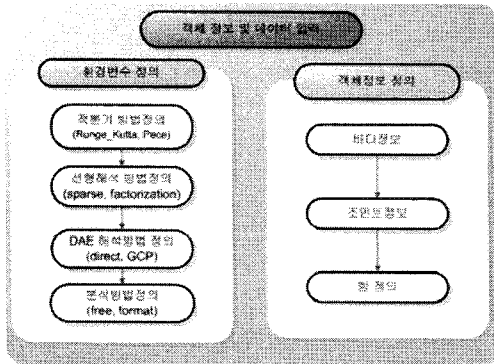 객체 정보 및 데이터 입력
환경변수 정의
적분기 방법정의
(Runge_Kutta, Pece)
선형해석 방법정의
(sparse, factorization)
DAE 해석방법 정의
(direct, GCP)
분석방법정의
(free, format)
객체정보 정의
바디정보
조인트정보
힘 정의